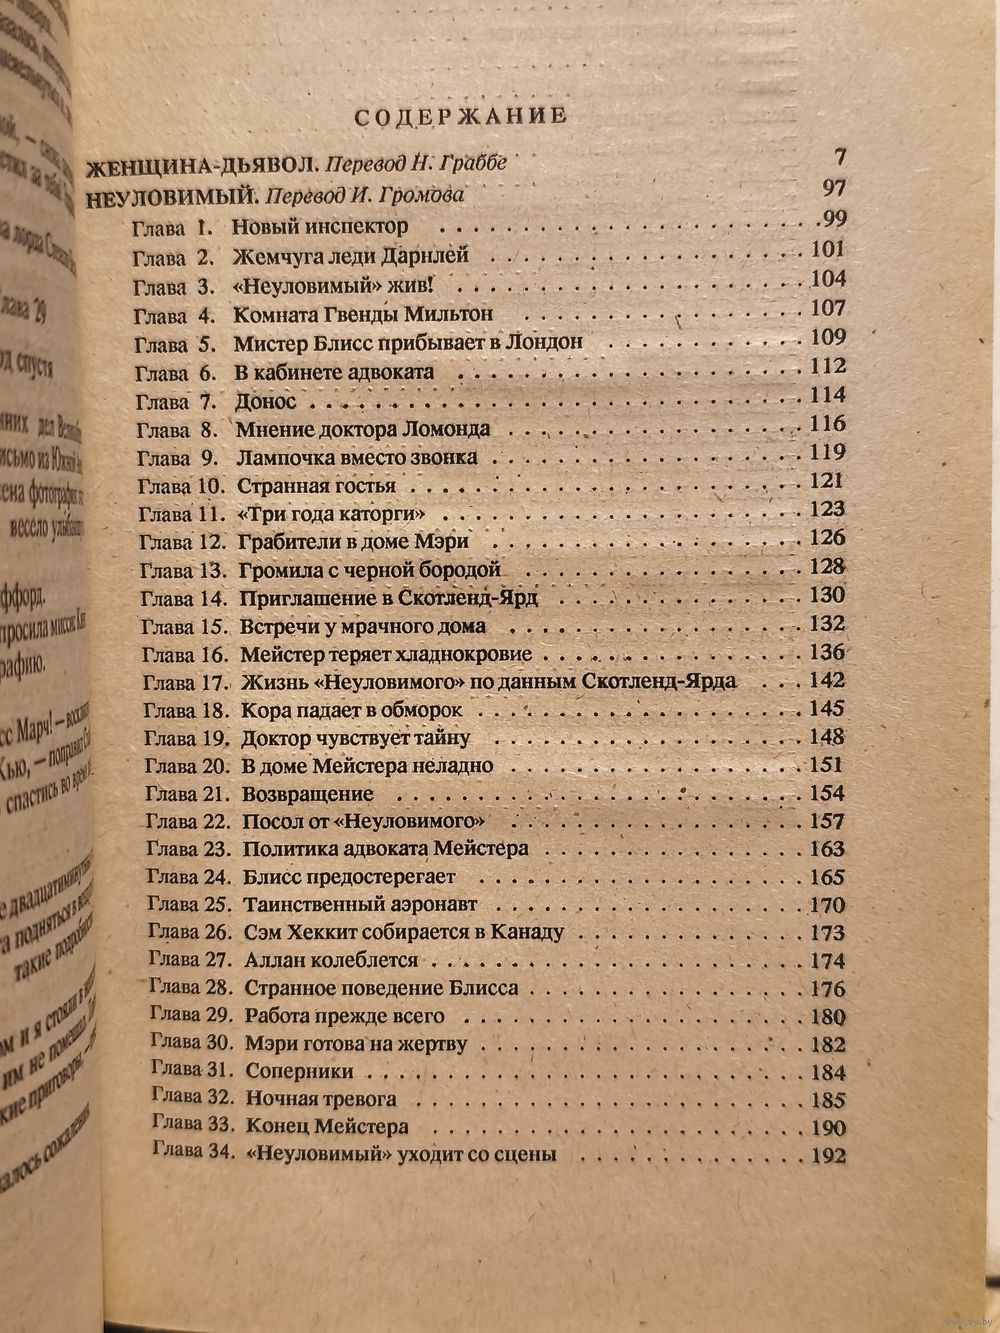 СОДЕРЖАНИЕ
ЖЕНЩИНА-ДЬЯВОЛ. Перевод Н. Граббе 7
НЕУЛОВИМЫЙ. Перевод И. Громова 97
Глава 1. Новый инспектор 99
Глава 2. Жемчуга леди Дарнлей 101
Глава 3. «Неуловимый» жив! 104
Глава 4. Комната Гвенды Мильтон 107
Глава 5. Мистер Блисс прибывает в Лондон 109
Глава 6. В кабинете адвоката 112
Глава 7. Донос 114
Глава 8. Мнение доктора Ломонда 116
Глава 9. Лампочка вместо звонка 119
Глава 10. Странная гостья 121
Глава 11. «Три года каторги» 123
Глава 12. Грабители в доме Мэри 126
Глава 13. Громила с черной бородой 128
Глава 14. Приглашение в Скотленд-Ярд 130
Глава 15. Встречи у мрачного дома 132
Глава 16. Мейстер теряет хладнокровие 136
Глава 17. Жизнь «Неуловимого» по данным Скотленд-Ярда 142
Глава 18. Кора падает в обморок 145
Глава 19. Доктор чувствует тайну 148
Глава 20. В доме Мейстера неладно 151
Глава 21. Возвращение 154
Глава 22. Посол от «Неуловимого» 157
Глава 23. Политика адвоката Мейстера 163
Глава 24. Блисс предостерегает 165
Глава 25. Таинственный аэронавт 170
Глава 26. Сэм Хеккит собирается в Канаду 173
Глава 27. Аллан колеблется 174
Глава 28. Странное поведение Блисса 176
Глава 29. Работа прежде всего 180
Глава 30. Мэри готова на жертву 182
Глава 31. Соперники 184
Глава 32. Ночная тревога 185
Глава 33. Конец Мейстера 190
Глава 34. «Неуловимый» уходит со сцены 192
www.ay.by